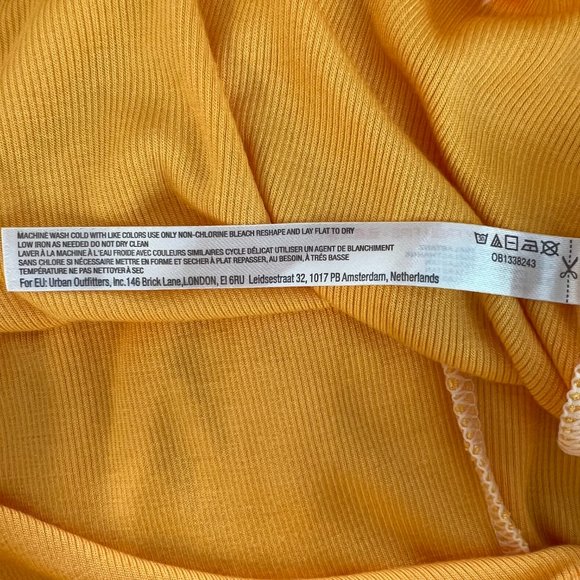 MACHINE WASH COLD WITH LIKE COLORS USE ONLY NON-CHLORINE BLEACH RESHAPE AND LAY FLAT TO DRY
LOW IRON AS NEEDED DO NOT DRY CLEAN
LAVER À LA MACHINE À L'EAU FROIDE AVEC COULEURS SIMILAIRES CYCLE DÉLICAT UTILISER UN AGENT DE BLANCHIMENT
SANS CHLORE SI NÉCESSAIRE METTRE EN FORME ET SECHER À PLAT REPASSER, AU BESOIN, À TRÉS BASSE
TEMPÉRATURE NE PAS NETTOYER À SEC
For EU: Urban Outfitters, Inc.146 Brick Lane,LONDON, EI 6RU Leidsestraat 32, 1017 PB Amsterdam, Netherlands
OB1338243